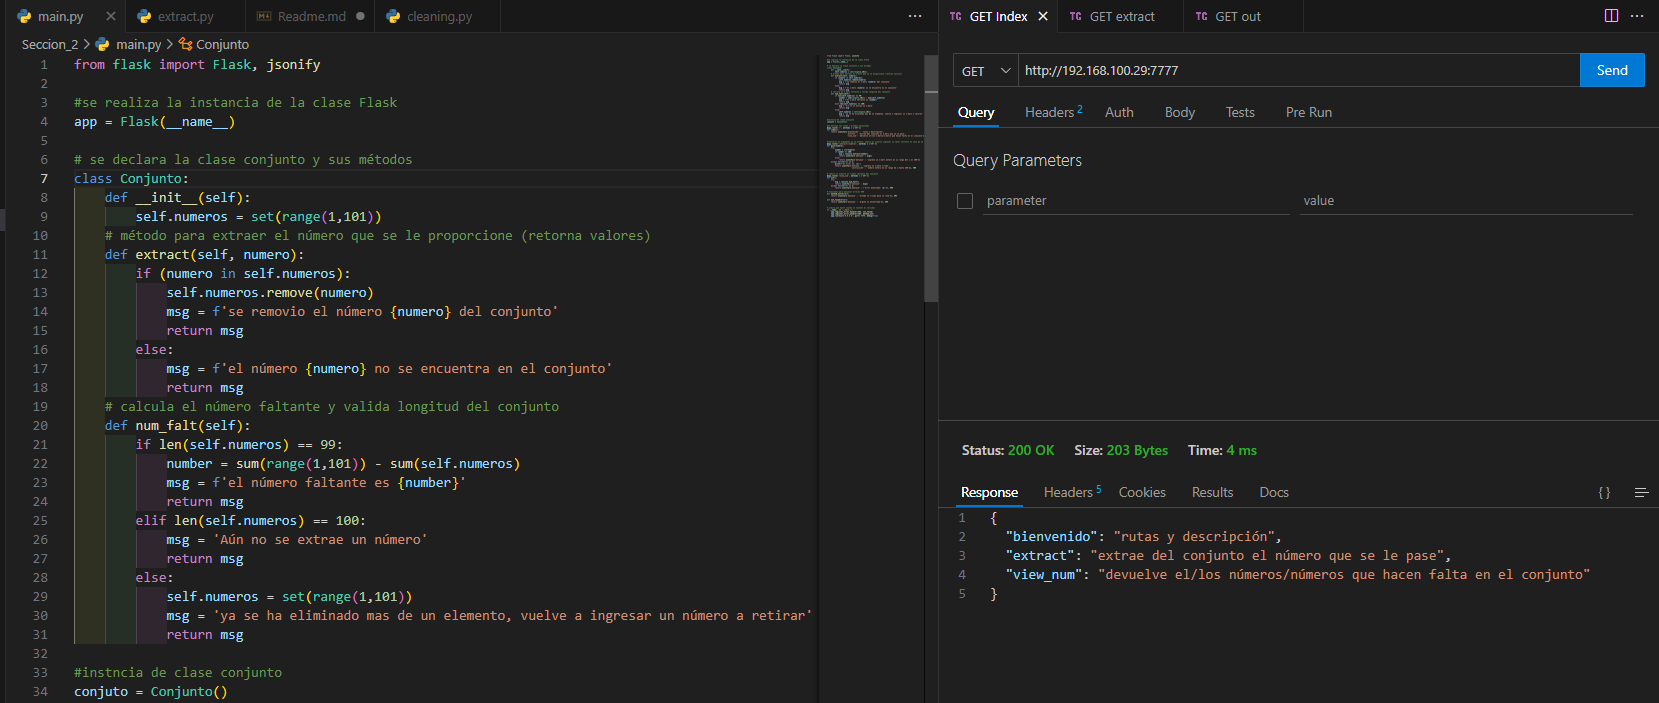 main.py
extract.py
Readme.md
cleaning.py
Seccion_2 > main.py > Conjunto
1 from flask import Flask, jsonify
2
3 #se realiza la instancia de la clase Flask
4 app = Flask(__name__)
5
6 # se declara la clase conjunto y sus métodos
7 class Conjunto:
8 def __init__(self):
9 self.numeros = set(range(1,101))
10 # método para extraer el número que se le proporcione (retorna valores)
11 def extract(self, numero):
12 if (numero in self.numeros):
13 self.numeros.remove(numero)
14 msg = f'se removio el número {numero} del conjunto'
15 return msg
16 else:
17 msg = f'el número {numero} no se encuentra en el conjunto'
18 return msg
19 # calcula el número faltante y valida longitud del conjunto
20 def num_falt(self):
21 if len(self.numeros) == 99:
22 number = sum(range(1,101)) - sum(self.numeros)
23 msg = f'el número faltante es {number}'
24 return msg
25 elif len(self.numeros) == 100:
26 msg = 'Aún no se extrae un número'
27 return msg
28 else:
29 self.numeros = set(range(1,101))
30 msg = 'ya se ha eliminado mas de un elemento, vuelve a ingresar un número a retirar'
31 return msg
32
33 #instncia de clase conjunto
34 conjuto = Conjunto()
TC GET Index
TC GET extract
TC GET out
GET http://192.168.100.29:7777 Send
Query Headers 2 Auth Body Tests Pre Run
Query Parameters
parameter value
Status: 200 OK Size: 203 Bytes Time: 4 ms
Response Headers 5 Cookies Results Docs { }
1 {
2 "bienvenido": "rutas y descripción",
3 "extract": "extrae del conjunto el número que se le pase",
4 "view_num": "devuelve el/los números/números que hacen falta en el conjunto"
5 }